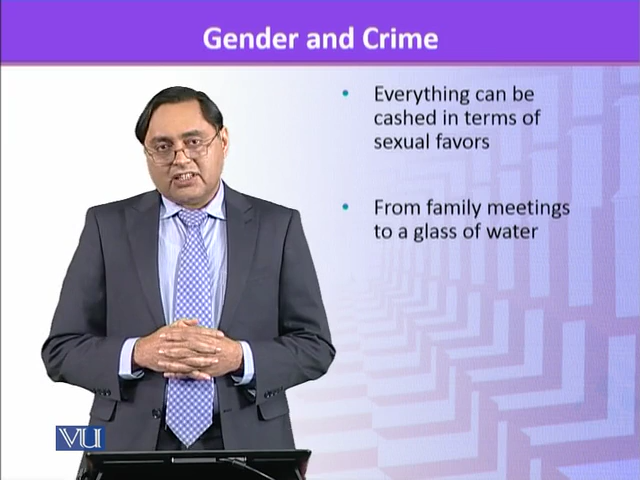 Gender and Crime
• Everything can be
cashed in terms of
sexual favors
• From family meetings
to a glass of water
VU